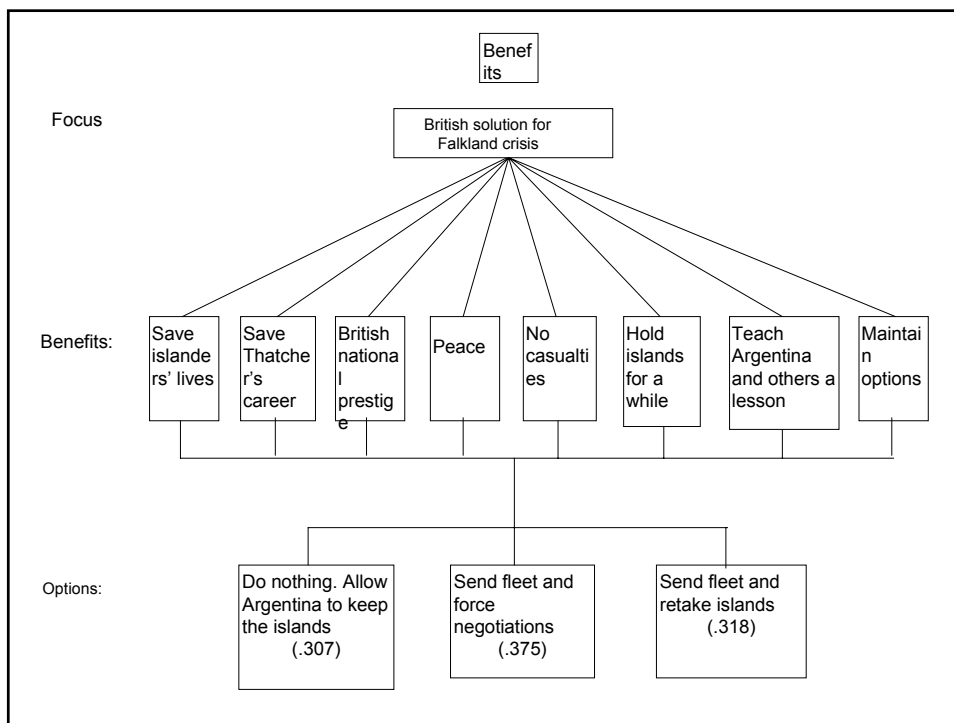 Benef
its
Focus
British solution for
Falkland crisis
Benefits:
Save
islande
rs' lives
Save
Thatche
r's
career
British
nationa
l
prestig
e
Peace
No
casualti
es
Hold
islands
for a
while
Teach
Argentina
and others a
lesson
Maintai
n
options
Options:
Do nothing. Allow
Argentina to keep
the islands
(.307)
Send fleet and
force
negotiations
(.375)
Send fleet and
retake islands
(.318)